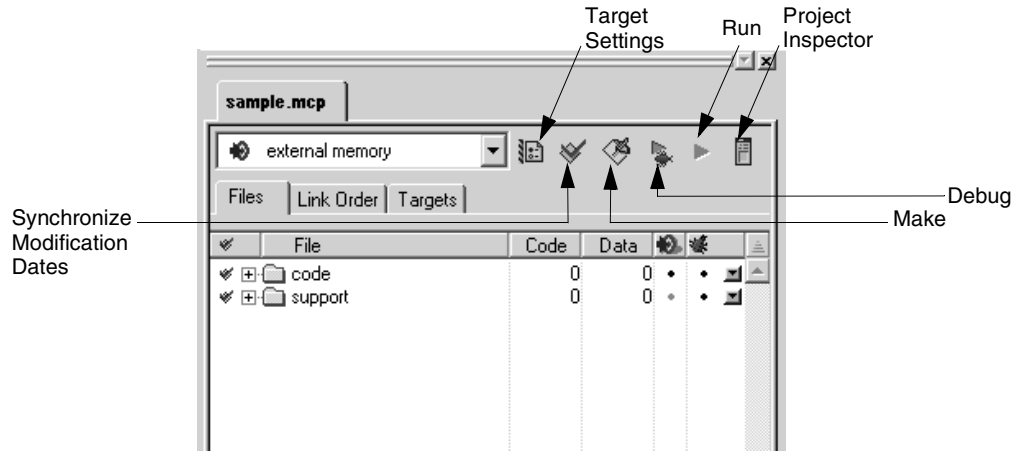 Target
Settings
Run
Project
Inspector
sample.mcp
external memory
Files
Link Order
Targets
Debug
Make
Synchronize
Modification
Dates
File
Code
Data
code
0
0
support
0
0